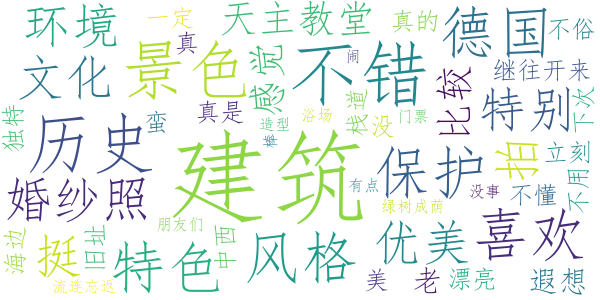 环境
一定
天主教堂
真的
德国
不俗
文化
真
景色
感觉
不错
闹
继往开来
独特
历史
蛮
真是
造型
浴场
栈道
没
门票
比较
特别
下次
建筑
棒
保护
拍
立刻
婚纱照
有点
没事
不懂
不用
海边
挺
旧址
朋友们
中西
绿树成荫
喜欢
特色
风格
优美
流连忘返
美
老
漂亮
遐想